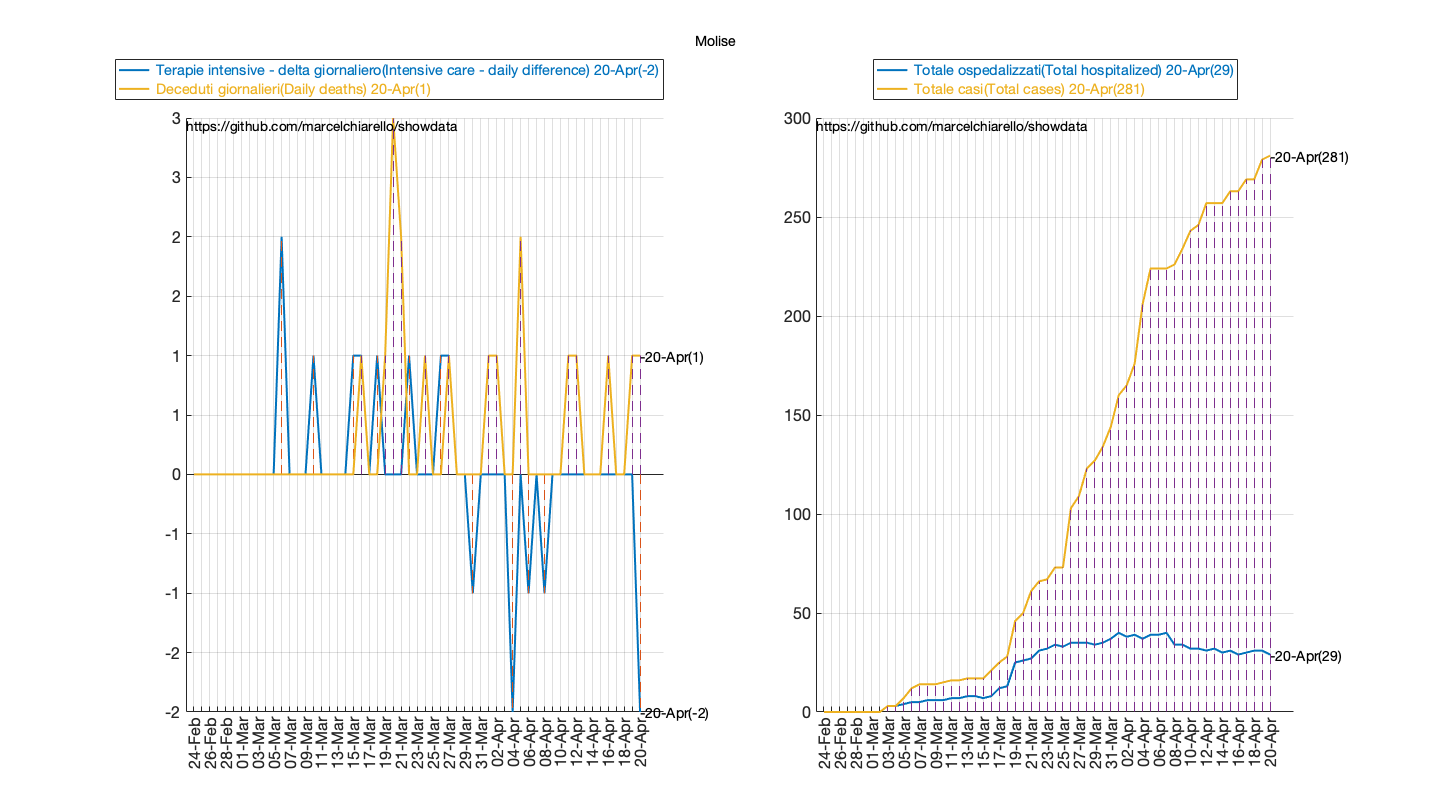 Molise
Terapie intensive - delta giornaliero(Intensive care - daily difference) 20-Apr(-2)
Deceduti giornalieri(Daily deaths) 20-Apr(1)
https://github.com/marcelchiarello/showdata
3
3
2
2
1
1
0
-1
-1
-2
-2
20-Apr(1)
20-Apr(-2)
24-Feb
26-Feb
28-Feb
01-Mar
03-Mar
05-Mar
07-Mar
09-Mar
11-Mar
13-Mar
15-Mar
17-Mar
19-Mar
21-Mar
23-Mar
25-Mar
27-Mar
29-Mar
31-Mar
02-Apr
04-Apr
06-Apr
08-Apr
10-Apr
12-Apr
14-Apr
16-Apr
18-Apr
20-Apr
Totale ospedalizzati(Total hospitalized) 20-Apr(29)
Totale casi(Total cases) 20-Apr(281)
https://github.com/marcelchiarello/showdata
300
250
200
150
100
50
0
20-Apr(281)
20-Apr(29)
24-Feb
26-Feb
28-Feb
01-Mar
03-Mar
05-Mar
07-Mar
09-Mar
11-Mar
13-Mar
15-Mar
17-Mar
19-Mar
21-Mar
23-Mar
25-Mar
27-Mar
29-Mar
31-Mar
02-Apr
04-Apr
06-Apr
08-Apr
10-Apr
12-Apr
14-Apr
16-Apr
18-Apr
20-Apr